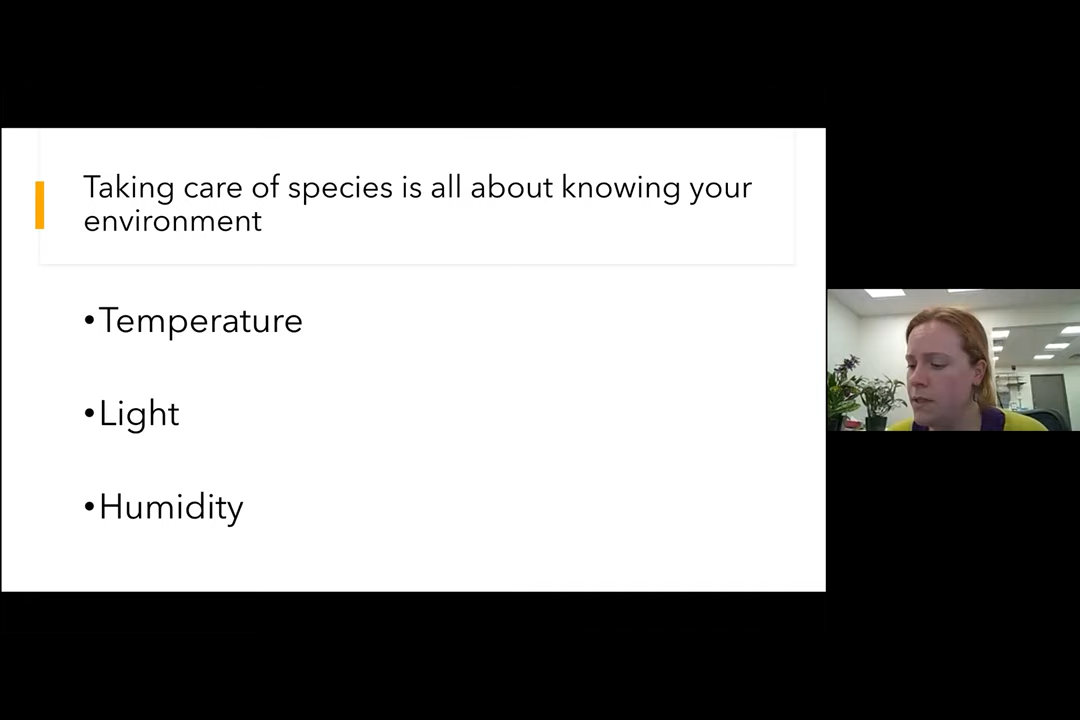 Taking care of species is all about knowing your
environment
•Temperature
•Light
•Humidity